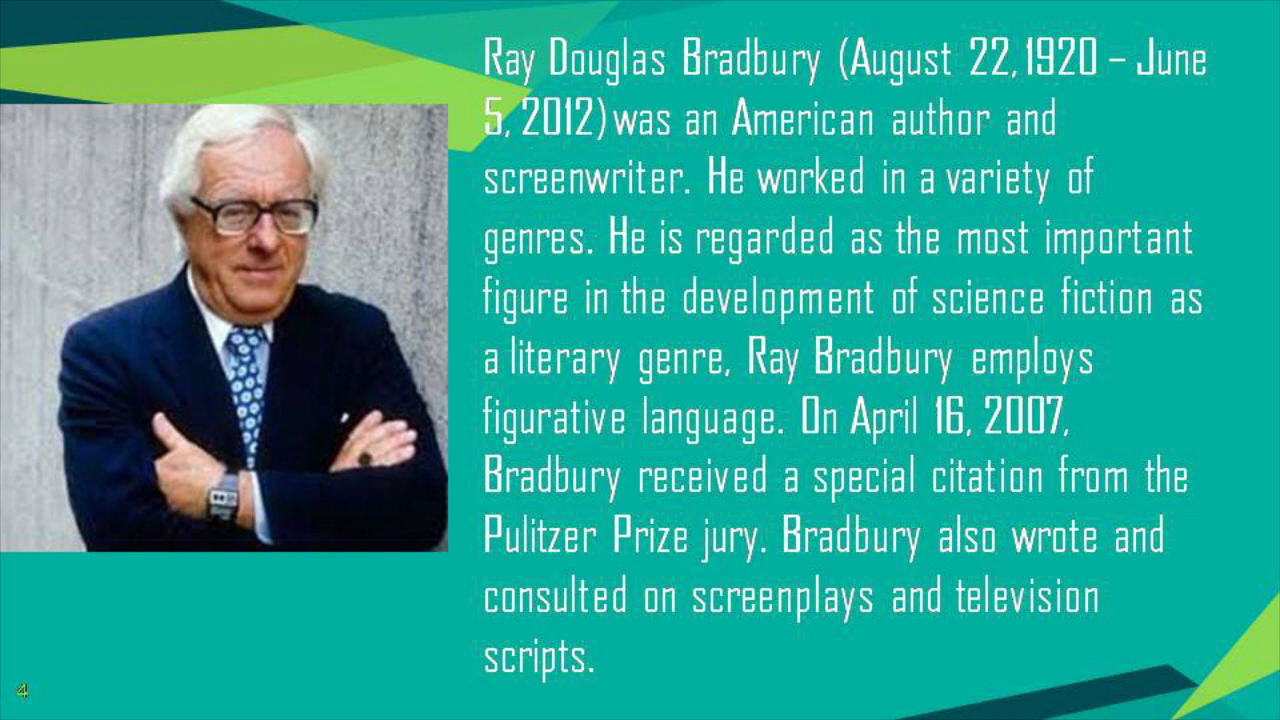 Ray Douglas Bradbury (August 22, 1920 – June
5, 2012) was an American author and
screenwriter. He worked in a variety of
genres. He is regarded as the most important
figure in the development of science fiction as
a literary genre, Ray Bradbury employs
figurative language. On April 16, 2007,
Bradbury received a special citation from the
Pulitzer Prize jury. Bradbury also wrote and
consulted on screenplays and television
scripts.
4